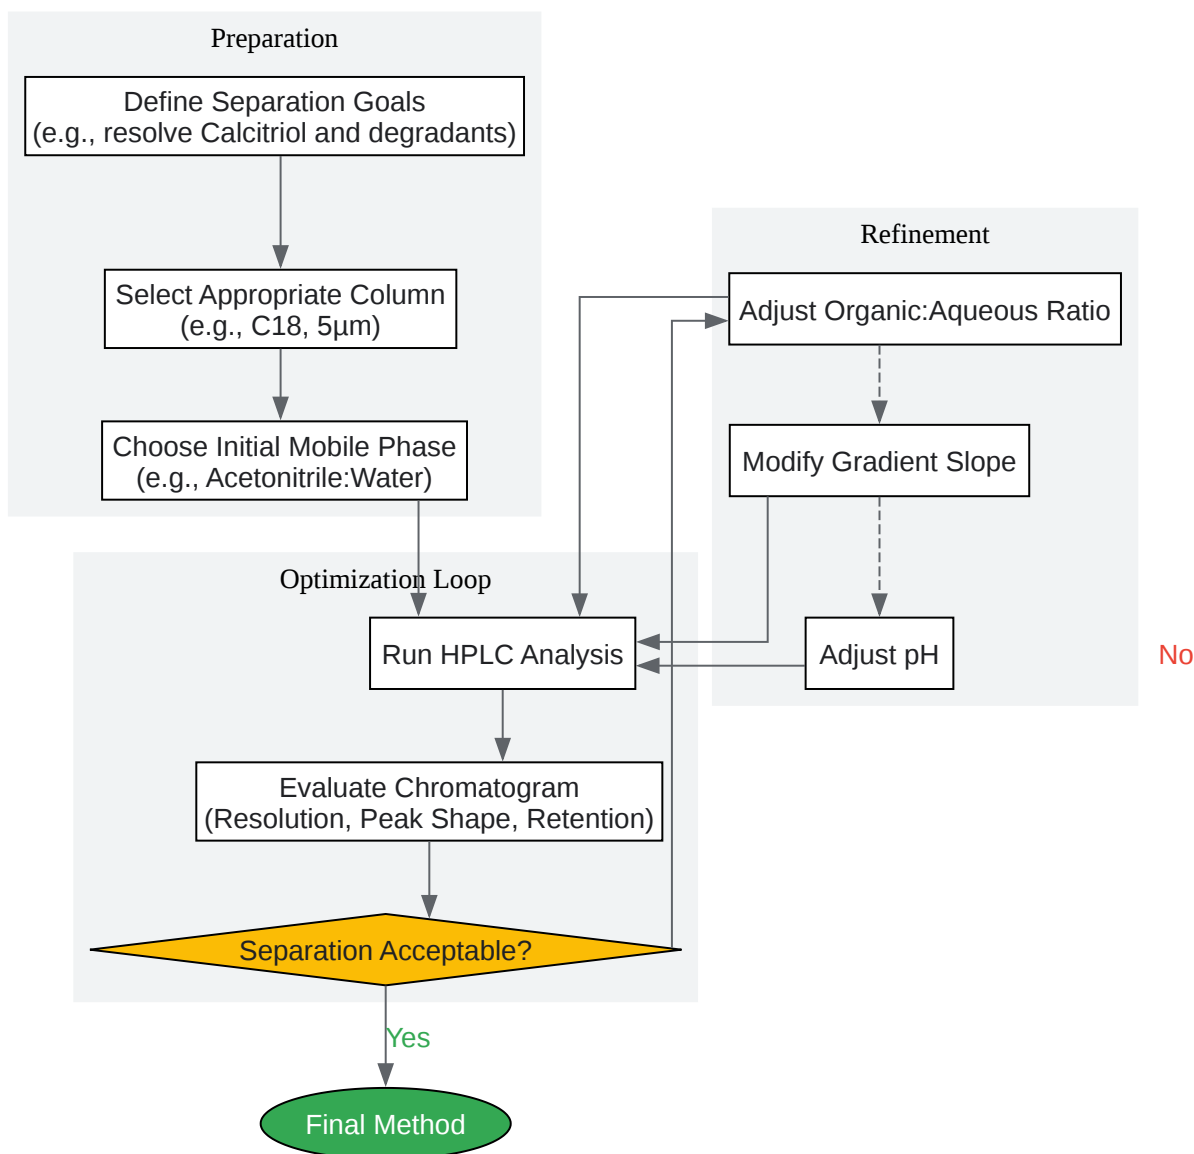 Preparation
Define Separation Goals
(e.g., resolve Calcitriol and degradants)
Select Appropriate Column
(e.g., C18, 5µm)
Choose Initial Mobile Phase
(e.g., Acetonitrile:Water)
Refinement
Adjust Organic:Aqueous Ratio
Modify Gradient Slope
Adjust pH
No
Optimization Loop
Run HPLC Analysis
Evaluate Chromatogram
(Resolution, Peak Shape, Retention)
Separation Acceptable?
Yes
Final Method